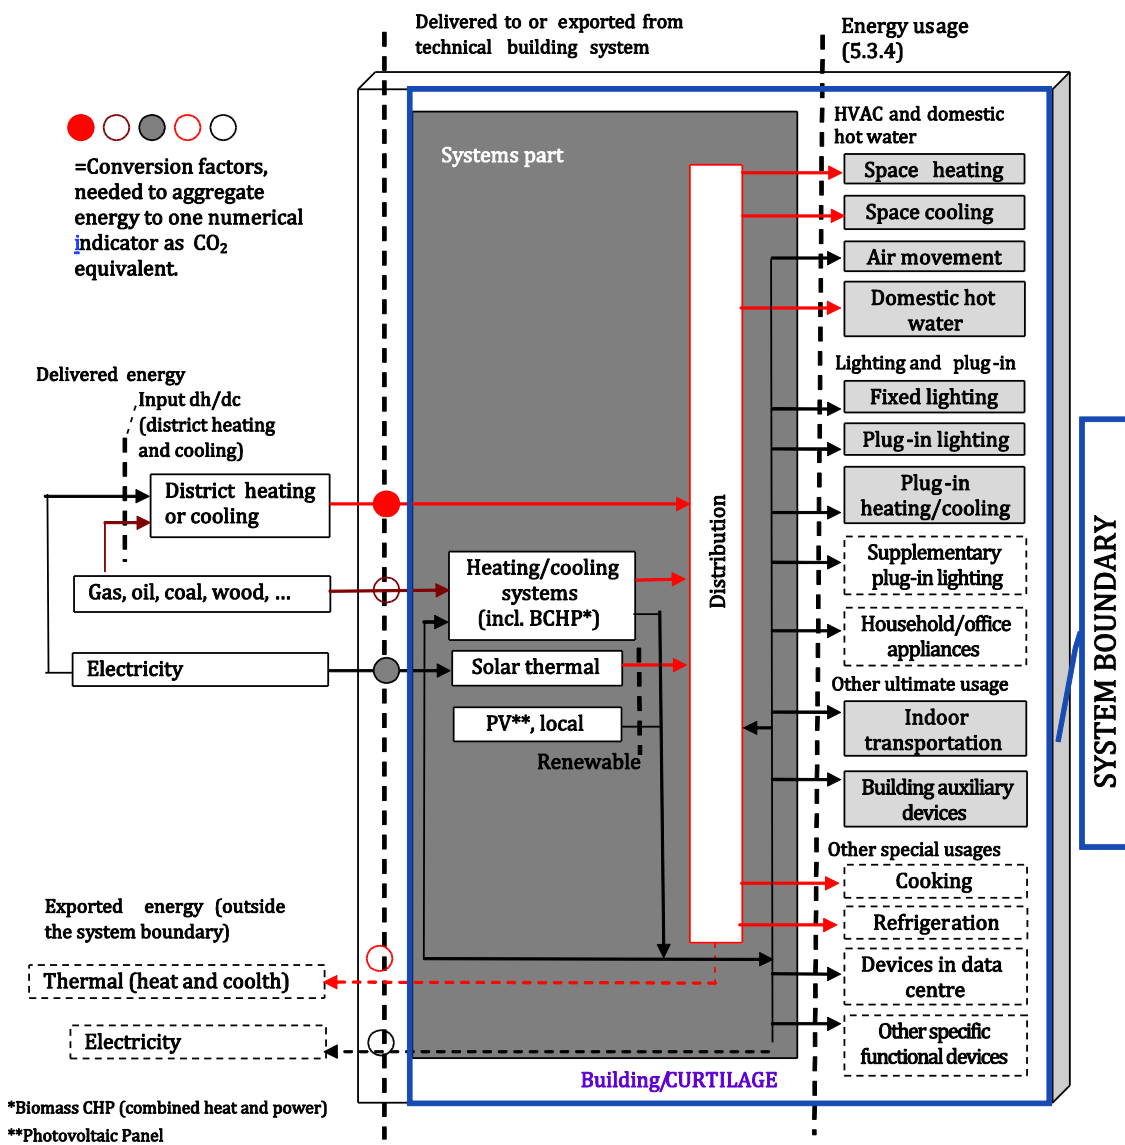 Delivered to or exported from
technical building system
Energy usage
(5.3.4)
=Conversion factors,
needed to aggregate
energy to one numerical
indicator as CO₂
equivalent.
Systems part
HVAC and domestic
hot water
Space heating
Space cooling
Air movement
Domestic hot
water
Lighting and plug-in
Fixed lighting
Plug-in lighting
Plug-in
heating/cooling
Supplementary
plug-in lighting
Household/office
appliances
Other ultimate usage
Indoor
transportation
Building auxiliary
devices
Other special usages
Cooking
Refrigeration
Devices in data
centre
Other specific
functional devices
Delivered energy
Input dh/dc
(district heating
and cooling)
District heating
or cooling
Gas, oil, coal, wood, ...
Electricity
Heating/cooling
systems
(incl. BCHP*)
Solar thermal
PV**, local
Renewable
Distribution
SYSTEM BOUNDARY
Exported energy (outside
the system boundary)
Thermal (heat and coolth)
Electricity
Building/CURTILAGE
*Biomass CHP (combined heat and power)
**Photovoltaic Panel